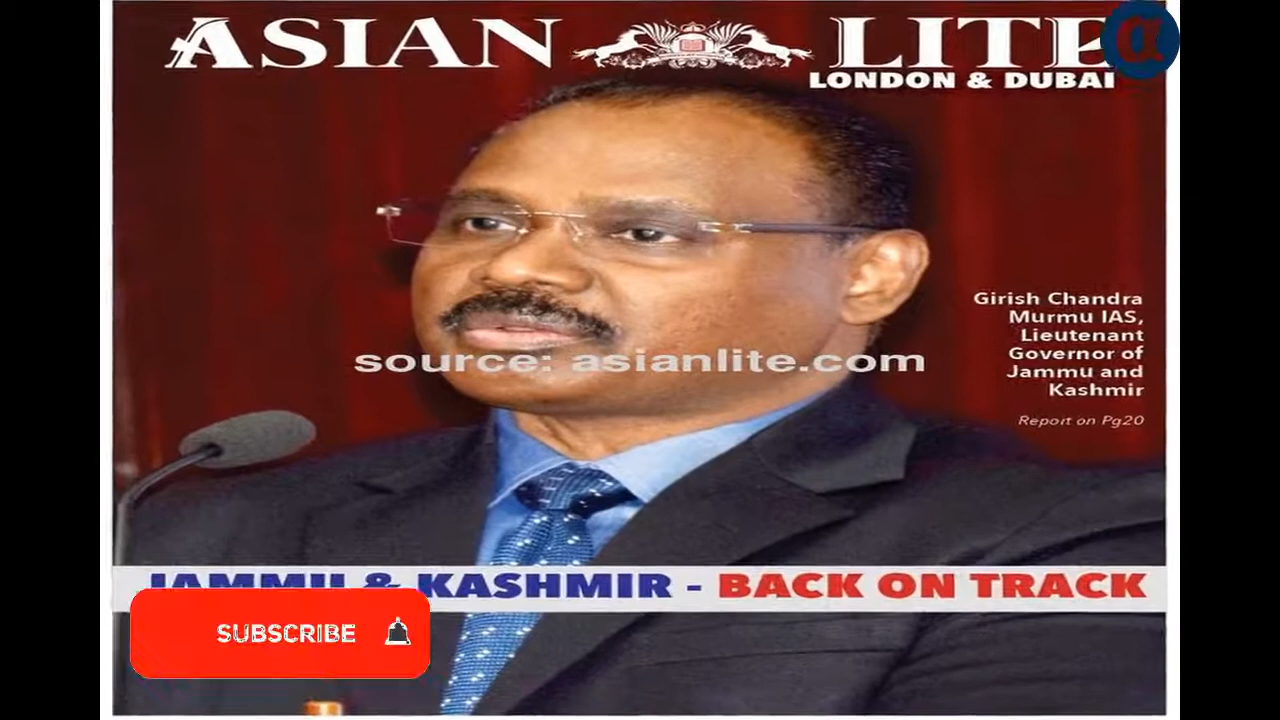 ASIAN LITE
LONDON & DUBAI
Girish Chandra
Murmu IAS,
Lieutenant
Governor of
Jammu and
Kashmir
source: asianlite.com
Report on Pg20
JAMMU & KASHMIR - BACK ON TRACK
SUBSCRIBE